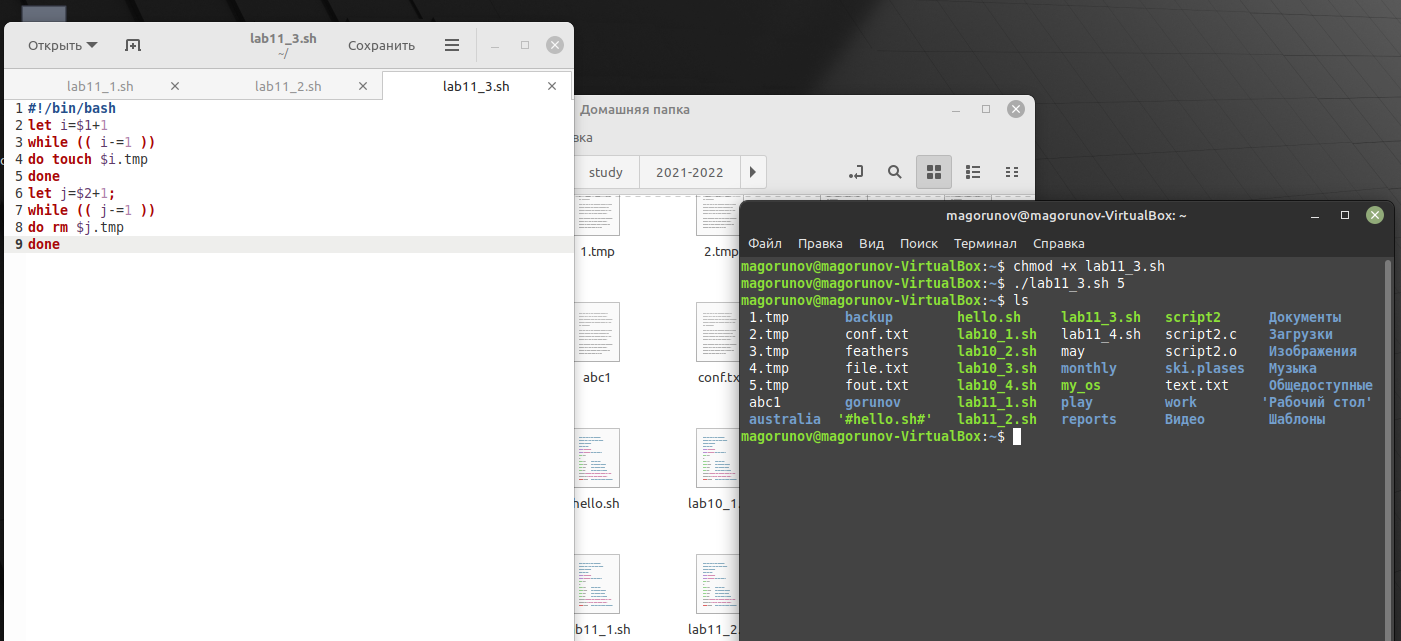 Открыть
lab11_3.sh
~/
Сохранить
lab11_1.sh
lab11_2.sh
lab11_3.sh
1 #!/bin/bash
2 let i=$1+1
3 while (( i-=1 ))
4 do touch $i.tmp
5 done
6 let j=$2+1;
7 while (( j-=1 ))
8 do rm $j.tmp
9 done
Домашняя папка
вка
study
2021-2022
1.tmp
2.tmp
abc1
conf.tx
hello.sh
lab10_1
b11_1.sh
lab11_2
magorunov@magorunov-VirtualBox: ~
Файл Правка Вид Поиск Терминал Справка
magorunov@magorunov-VirtualBox:~$ chmod +x lab11_3.sh
magorunov@magorunov-VirtualBox:~$ ./lab11_3.sh 5
magorunov@magorunov-VirtualBox:~$ ls
1.tmp backup hello.sh lab11_3.sh script2 Документы
2.tmp conf.txt lab10_1.sh lab11_4.sh script2.c Загрузки
3.tmp feathers lab10_2.sh may script2.o Изображения
4.tmp file.txt lab10_3.sh monthly ski.plases Музыка
5.tmp fout.txt lab10_4.sh my_os text.txt Общедоступные
abc1 gorunov lab11_1.sh play work 'Рабочий стол'
australia '#hello.sh#' lab11_2.sh reports Видео Шаблоны
magorunov@magorunov-VirtualBox:~$